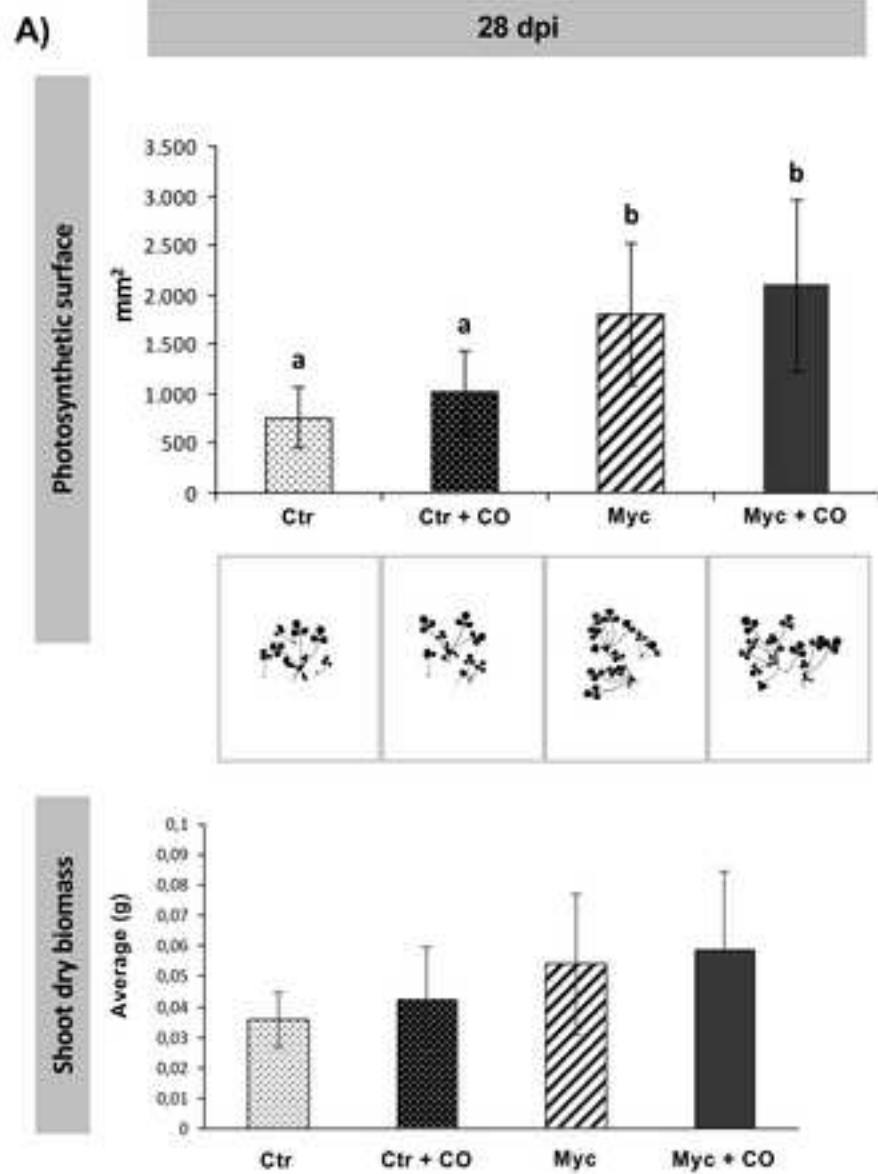 A)
28 dpi
Photosynthetic surface
mm²
3.500
3.000
2.500
2.000
1.500
1.000
500
0
a
a
b
b
Ctr
Ctr + CO
Myc
Myc + CO
Shoot dry biomass
Average (g)
0,1
0,09
0,08
0,07
0,06
0,05
0,04
0,03
0,02
0,01
0
Ctr
Ctr + CO
Myc
Myc + CO